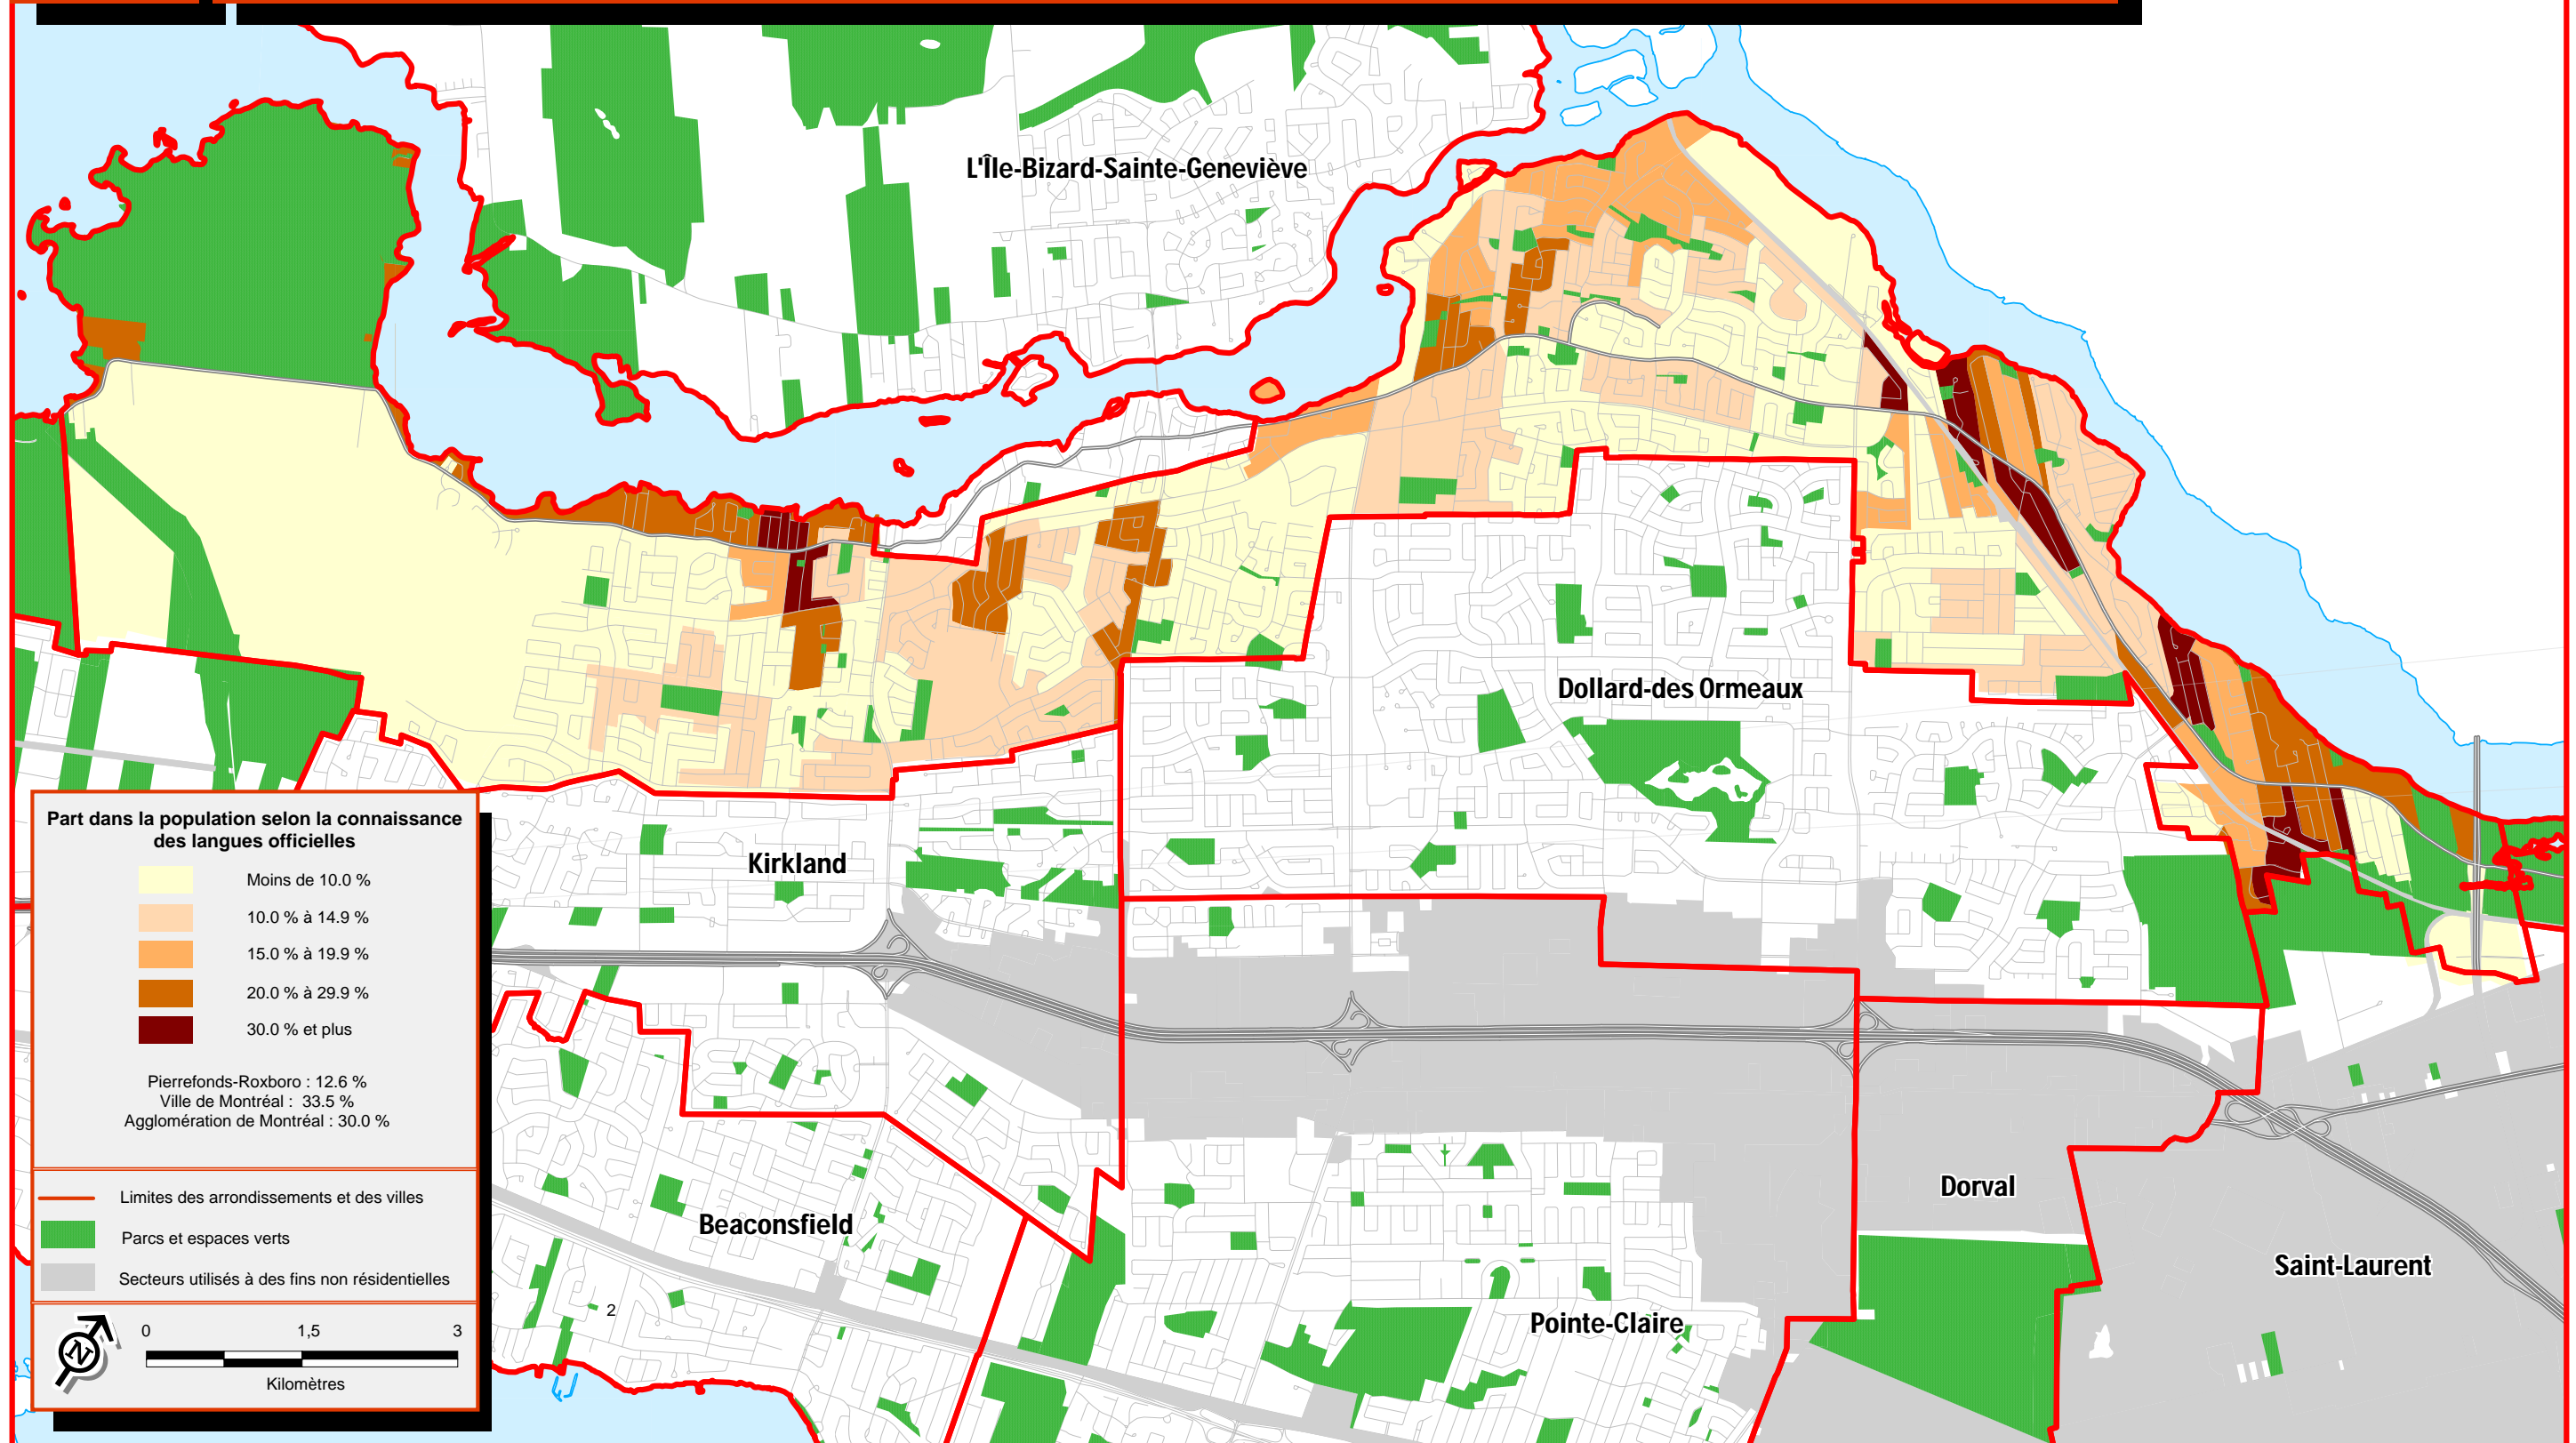 L'Île-Bizard-Sainte-Geneviève
Dollard-des Ormeaux
Kirkland
Beaconsfield
Dorval
Saint-Laurent
Pointe-Claire
2
Part dans la population selon la connaissance
des langues officielles
Moins de 10.0 %
10.0 % à 14.9 %
15.0 % à 19.9 %
20.0 % à 29.9 %
30.0 % et plus
Pierrefonds-Roxboro : 12.6 %
Ville de Montréal : 33.5 %
Agglomération de Montréal : 30.0 %
Limites des arrondissements et des villes
Parcs et espaces verts
Secteurs utilisés à des fins non résidentielles
N
0 1,5 3
Kilomètres